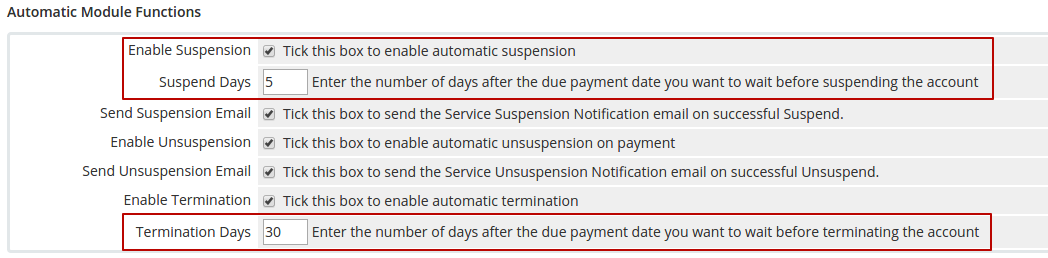 Automatic Module Functions
Enable Suspension Tick this box to enable automatic suspension
Suspend Days 5 Enter the number of days after the due payment date you want to wait before suspending the account
Send Suspension Email Tick this box to send the Service Suspension Notification email on successful Suspend.
Enable Unsuspension Tick this box to enable automatic unsuspension on payment
Send Unsuspension Email Tick this box to send the Service Unsuspension Notification email on successful Unsuspend.
Enable Termination Tick this box to enable automatic termination
Termination Days 30 Enter the number of days after the due payment date you want to wait before terminating the account